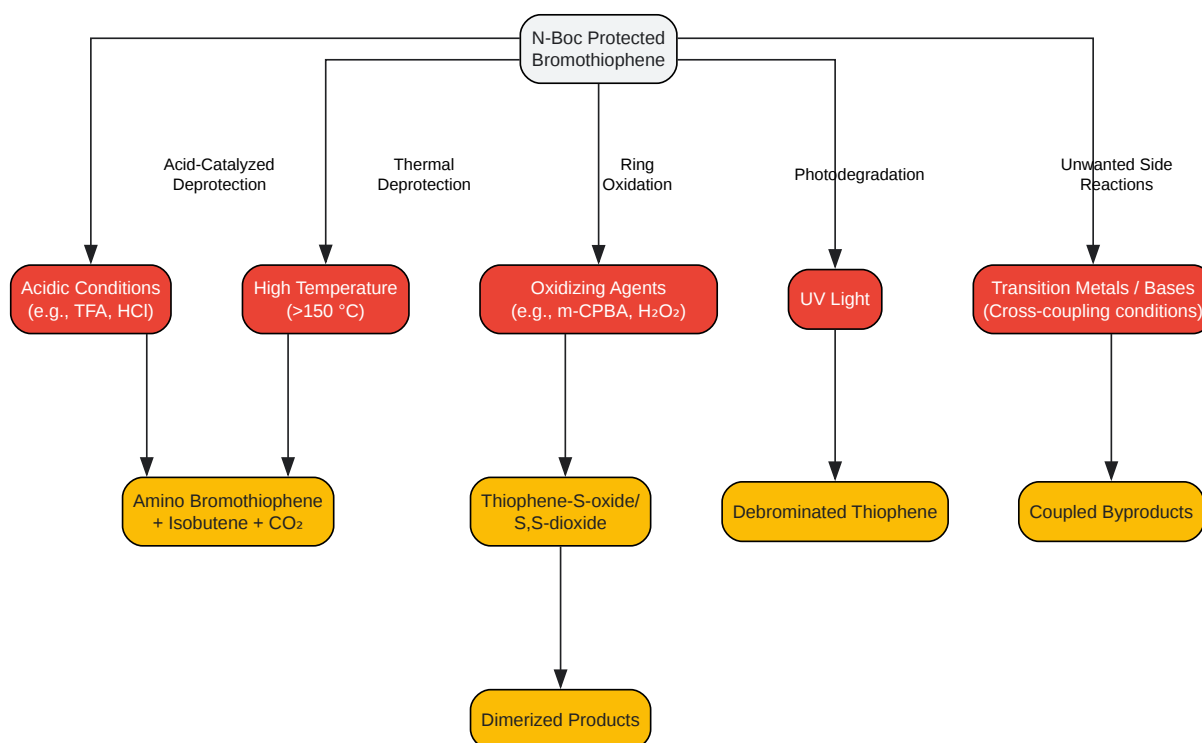 N-Boc Protected
Bromothiophene
Acid-Catalyzed
Deprotection
Thermal
Deprotection
Ring
Oxidation
Photodegradation
Unwanted Side
Reactions
Acidic Conditions
(e.g., TFA, HCl)
High Temperature
(>150 °C)
Oxidizing Agents
(e.g., m-CPBA, H₂O₂)
UV Light
Transition Metals / Bases
(Cross-coupling conditions)
Amino Bromothiophene
+ Isobutene + CO₂
Thiophene-S-oxide/
S,S-dioxide
Debrominated Thiophene
Coupled Byproducts
Dimerized Products